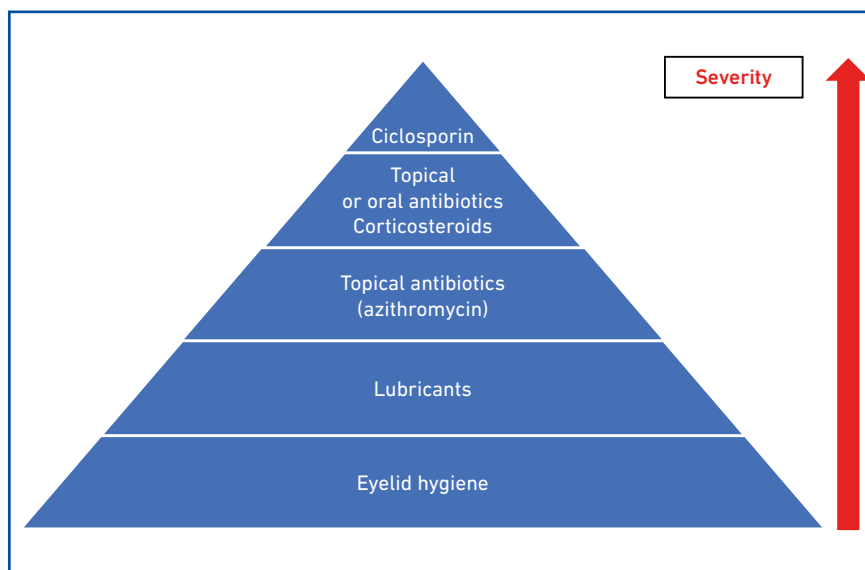 Severity
Ciclosporin
Topical
or oral antibiotics
Corticosteroids
Topical antibiotics
(azithromycin)
Lubricants
Eyelid hygiene